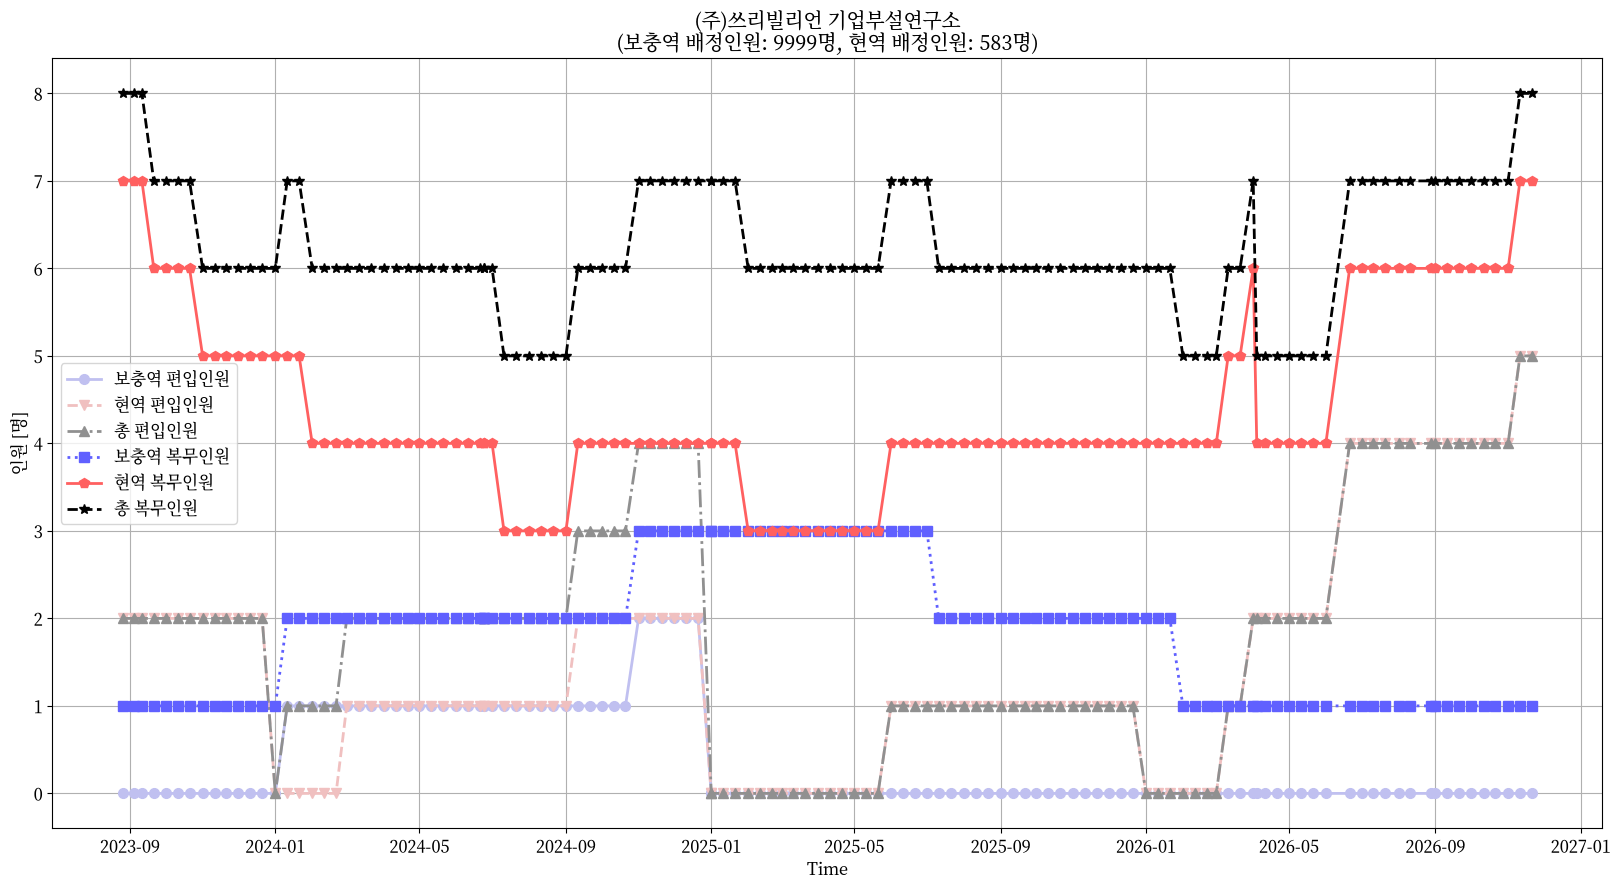 (주)쓰리빌리언 기업부설연구소
(보충역 배정인원: 9999명, 현역 배정인원: 583명)
8
7
6
5
4
3
2
1
0
인원 [명]
보충역 편입인원
현역 편입인원
총 편입인원
보충역 복무인원
현역 복무인원
총 복무인원
2023-09
2024-01
2024-05
2024-09
2025-01
2025-05
2025-09
2026-01
2026-05
2026-09
2027-01
Time